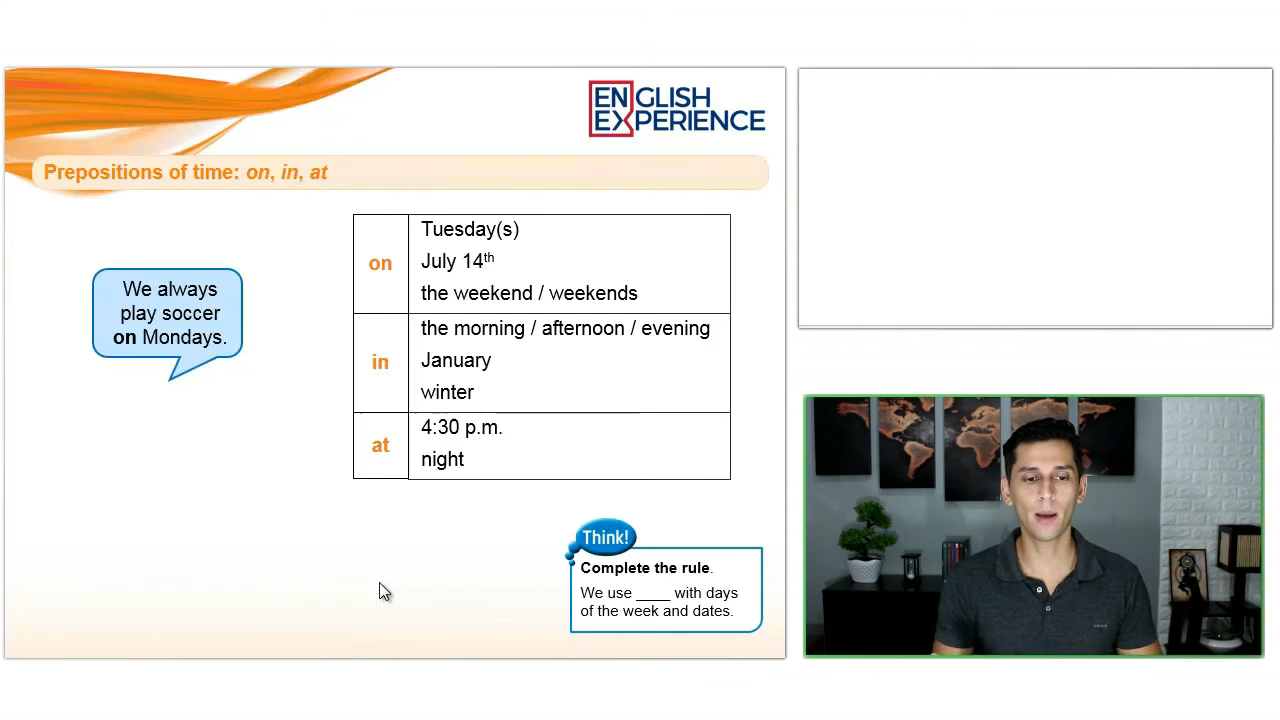 ENGLISH
EXPERIENCE
Prepositions of time: on, in, at
We always
play soccer
on Mondays.
on
Tuesday(s)
July 14th
the weekend / weekends
in
the morning / afternoon / evening
January
winter
at
4:30 p.m.
night
Think!
Complete the rule.
We use ____ with days
of the week and dates.